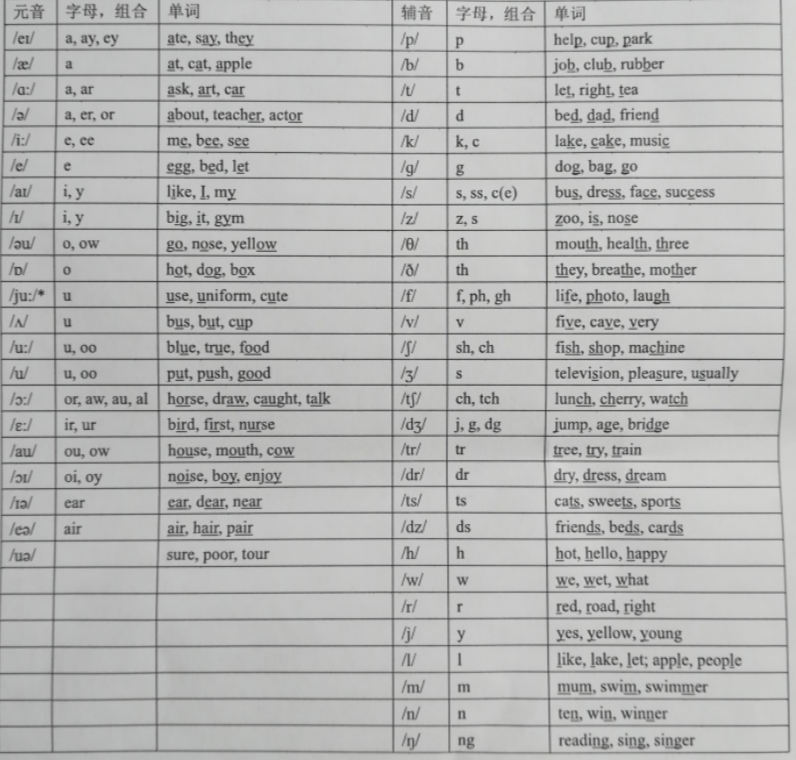 元音 字母，组合 单词 辅音 字母，组合 单词
/eɪ/ a, ay, ey ate, say, they /p/ p help, cup, park
/æ/ a at, cat, apple /b/ b job, club, rubber
/ɑ:/ a, ar ask, art, car /t/ t let, right, tea
/ə/ a, er, or about, teacher, actor /d/ d bed, dad, friend
/i:/ e, ee me, bee, see /k/ k, c lake, cake, music
/e/ e egg, bed, let /g/ g dog, bag, go
/aɪ/ i, y like, I, my /s/ s, ss, c(e) bus, dress, face, success
/ɪ/ i, y big, it, gym /z/ z, s zoo, is, nose
/əu/ o, ow go, nose, yellow /θ/ th mouth, health, three
/ɒ/ o hot, dog, box /ð/ th they, breathe, mother
/ju:/* u use, uniform, cute /f/ f, ph, gh life, photo, laugh
/ʌ/ u bus, but, cup /v/ v five, cave, very
/u:/ u, oo blue, true, food /ʃ/ sh, ch fish, shop, machine
/u/ u, oo put, push, good /ʒ/ s television, pleasure, usually
/ɔ:/ or, aw, au, al horse, draw, caught, talk /tʃ/ ch, tch lunch, cherry, watch
/ɛ:/ ir, ur bird, first, nurse /dʒ/ j, g, dg jump, age, bridge
/au/ ou, ow house, mouth, cow /tr/ tr tree, try, train
/ɔɪ/ oi, oy noise, boy, enjoy /dr/ dr dry, dress, dream
/ɪə/ ear ear, dear, near /ts/ ts cats, sweets, sports
/eə/ air air, hair, pair /dz/ ds friends, beds, cards
/uə/ sure, poor, tour /h/ h hot, hello, happy
/w/ w we, wet, what
/r/ r red, road, right
/j/ y yes, yellow, young
/l/ l like, lake, let; apple, people
/m/ m mum, swim, swimmer
/n/ n ten, win, winner
/ŋ/ ng reading, sing, singer